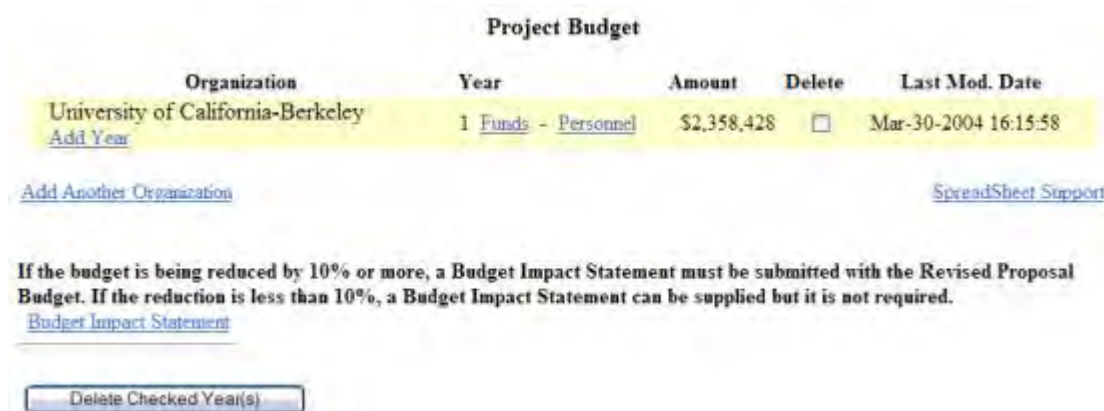 Project Budget
Organization Year Amount Delete Last Mod. Date
University of California-Berkeley
Add Year
1 Funds - Personnel $2,358,428 Mar-30-2004 16:15:58
Add Another Organization SpreadSheet Support
If the budget is being reduced by 10% or more, a Budget Impact Statement must be submitted with the Revised Proposal
Budget. If the reduction is less than 10%, a Budget Impact Statement can be supplied but it is not required.
Budget Impact Statement
Delete Checked Year(s)